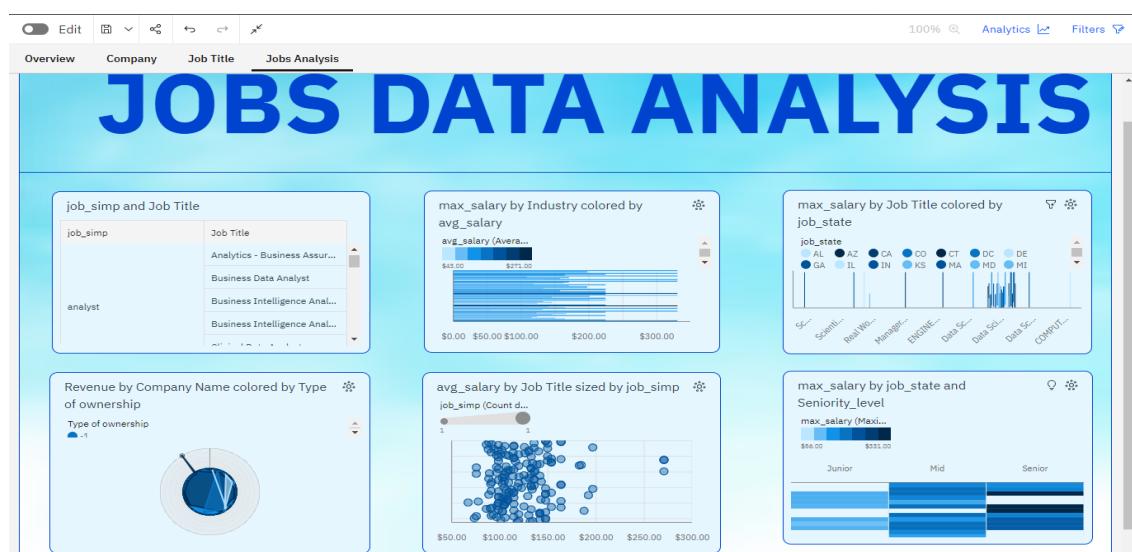 Edit
100%
Analytics
Filters
Overview
Company
Job Title
Jobs Analysis
JOBS DATA ANALYSIS
job_simp and Job Title
job_simp
Job Title
analyst
Analytics - Business Assur...
Business Data Analyst
Business Intelligence Anal...
Business Intelligence Anal...
max_salary by Industry colored by
avg_salary
avg_salary (Avera...
$43.00 $271.00
$0.00 $50.00 $100.00 $200.00 $300.00
max_salary by Job Title colored by
job_state
job_state
AL AZ CA CO CT DC DE
GA IL IN KS MA MD MI
Sc... Scienti... Real Wo... Manager... ENGINE... Data Sc... Data Sci... Data Sc... COMPUT...
Revenue by Company Name colored by Type
of ownership
Type of ownership
-1
avg_salary by Job Title sized by job_simp
job_simp (Count d...
1 1
$50.00 $100.00 $150.00 $200.00 $250.00 $300.00
max_salary by job_state and
Seniority_level
max_salary (Maxi...
$56.00 $331.00
Junior Mid Senior